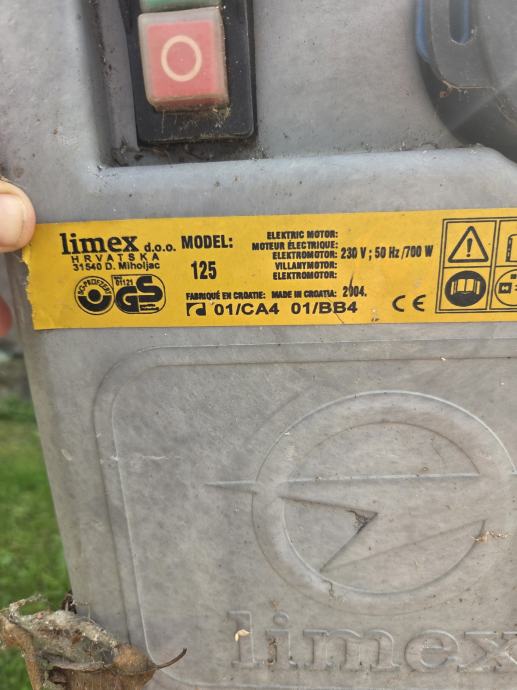 limex d.o.o.
HRVATSKA
31540 D. Miholjac
MODEL:
125
ELEKTRIC MOTOR:
MOTEUR ÉLECTRIQUE:
ELEKTROMOTOR:
VILLANYMOTOR:
ELEKTROMOTOR:
230 V ; 50 Hz /700 W
GS
FABRIQUÉ EN CROATIE: MADE IN CROATIA: 2004.
01/CA4 01/BB4
CE
limex